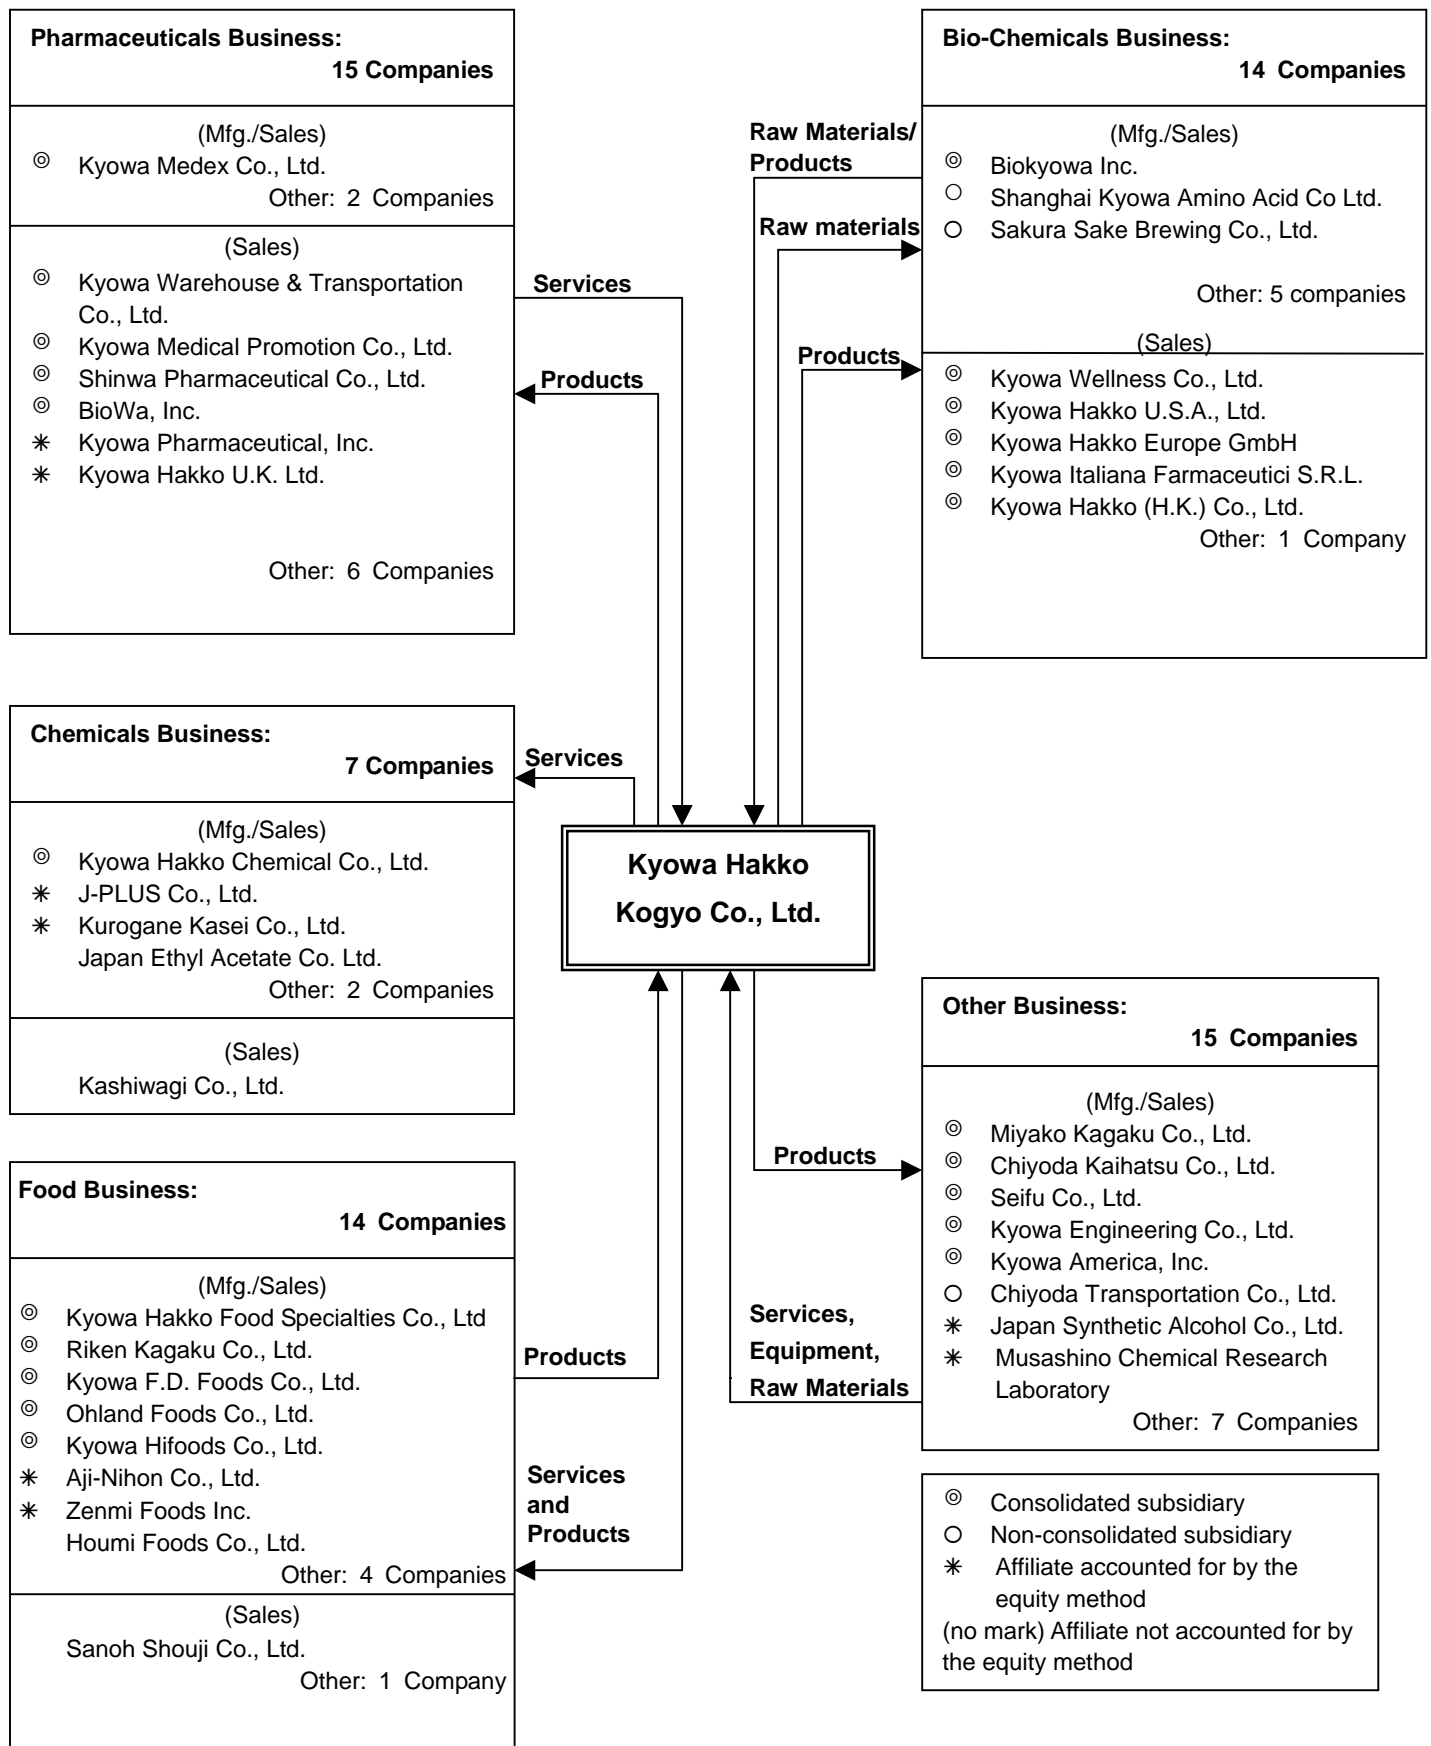 Pharmaceuticals Business:
15 Companies
(Mfg./Sales)
◎ Kyowa Medex Co., Ltd.
Other: 2 Companies
(Sales)
◎ Kyowa Warehouse & Transportation
Co., Ltd.
◎ Kyowa Medical Promotion Co., Ltd.
◎ Shinwa Pharmaceutical Co., Ltd.
◎ BioWa, Inc.
✳ Kyowa Pharmaceutical, Inc.
✳ Kyowa Hakko U.K. Ltd.
Other: 6 Companies
Services
Products
Raw Materials/
Products
Raw materials
Products
Bio-Chemicals Business:
14 Companies
(Mfg./Sales)
◎ Biokyowa Inc.
○ Shanghai Kyowa Amino Acid Co Ltd.
○ Sakura Sake Brewing Co., Ltd.
Other: 5 companies
(Sales)
◎ Kyowa Wellness Co., Ltd.
◎ Kyowa Hakko U.S.A., Ltd.
◎ Kyowa Hakko Europe GmbH
◎ Kyowa Italiana Farmaceutici S.R.L.
◎ Kyowa Hakko (H.K.) Co., Ltd.
Other: 1 Company
Chemicals Business:
7 Companies
(Mfg./Sales)
◎ Kyowa Hakko Chemical Co., Ltd.
✳ J-PLUS Co., Ltd.
✳ Kurogane Kasei Co., Ltd.
Japan Ethyl Acetate Co. Ltd.
Other: 2 Companies
(Sales)
Kashiwagi Co., Ltd.
Services
Kyowa Hakko
Kogyo Co., Ltd.
Food Business:
14 Companies
(Mfg./Sales)
◎ Kyowa Hakko Food Specialties Co., Ltd
◎ Riken Kagaku Co., Ltd.
◎ Kyowa F.D. Foods Co., Ltd.
◎ Ohland Foods Co., Ltd.
◎ Kyowa Hifoods Co., Ltd.
✳ Aji-Nihon Co., Ltd.
✳ Zenmi Foods Inc.
Houmi Foods Co., Ltd.
Other: 4 Companies
(Sales)
Sanoh Shouji Co., Ltd.
Other: 1 Company
Products
Services
and
Products
Products
Services,
Equipment,
Raw Materials
Other Business:
15 Companies
(Mfg./Sales)
◎ Miyako Kagaku Co., Ltd.
◎ Chiyoda Kaihatsu Co., Ltd.
◎ Seifu Co., Ltd.
◎ Kyowa Engineering Co., Ltd.
◎ Kyowa America, Inc.
○ Chiyoda Transportation Co., Ltd.
✳ Japan Synthetic Alcohol Co., Ltd.
✳ Musashino Chemical Research
Laboratory
Other: 7 Companies
◎ Consolidated subsidiary
○ Non-consolidated subsidiary
✳ Affiliate accounted for by the
equity method
(no mark) Affiliate not accounted for by
the equity method